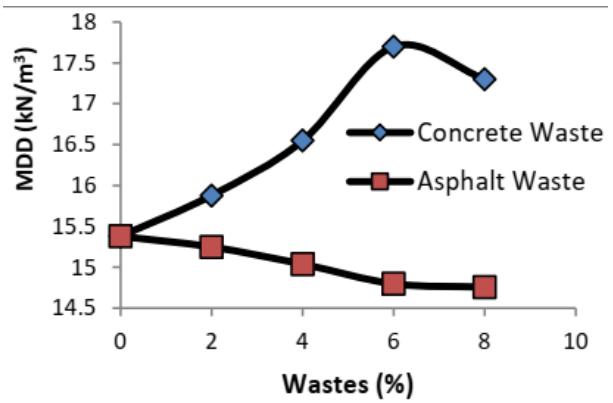 18
17.5
17
16.5
16
15.5
15
14.5
MDD (kN/m³)
Concrete Waste
Asphalt Waste
0 2 4 6 8 10
Wastes (%)